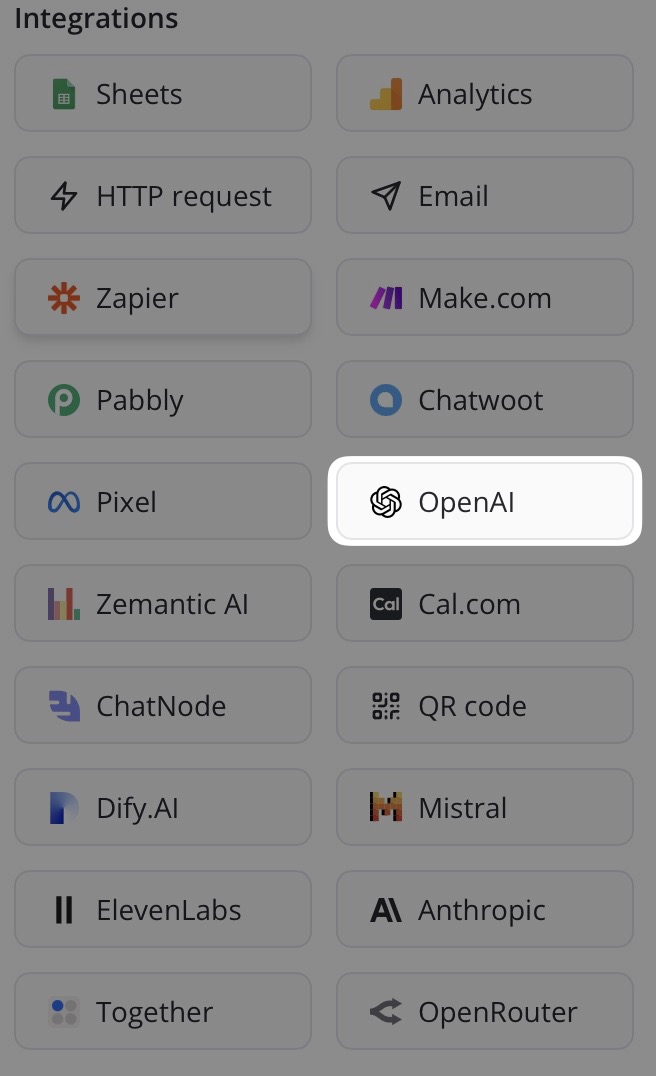 Integrations
Sheets
Analytics
HTTP request
Email
Zapier
Make.com
Pabbly
Chatwoot
Pixel
OpenAI
Zemantic AI
Cal
Cal.com
ChatNode
QR code
Dify.AI
Mistral
ElevenLabs
Anthropic
Together
OpenRouter